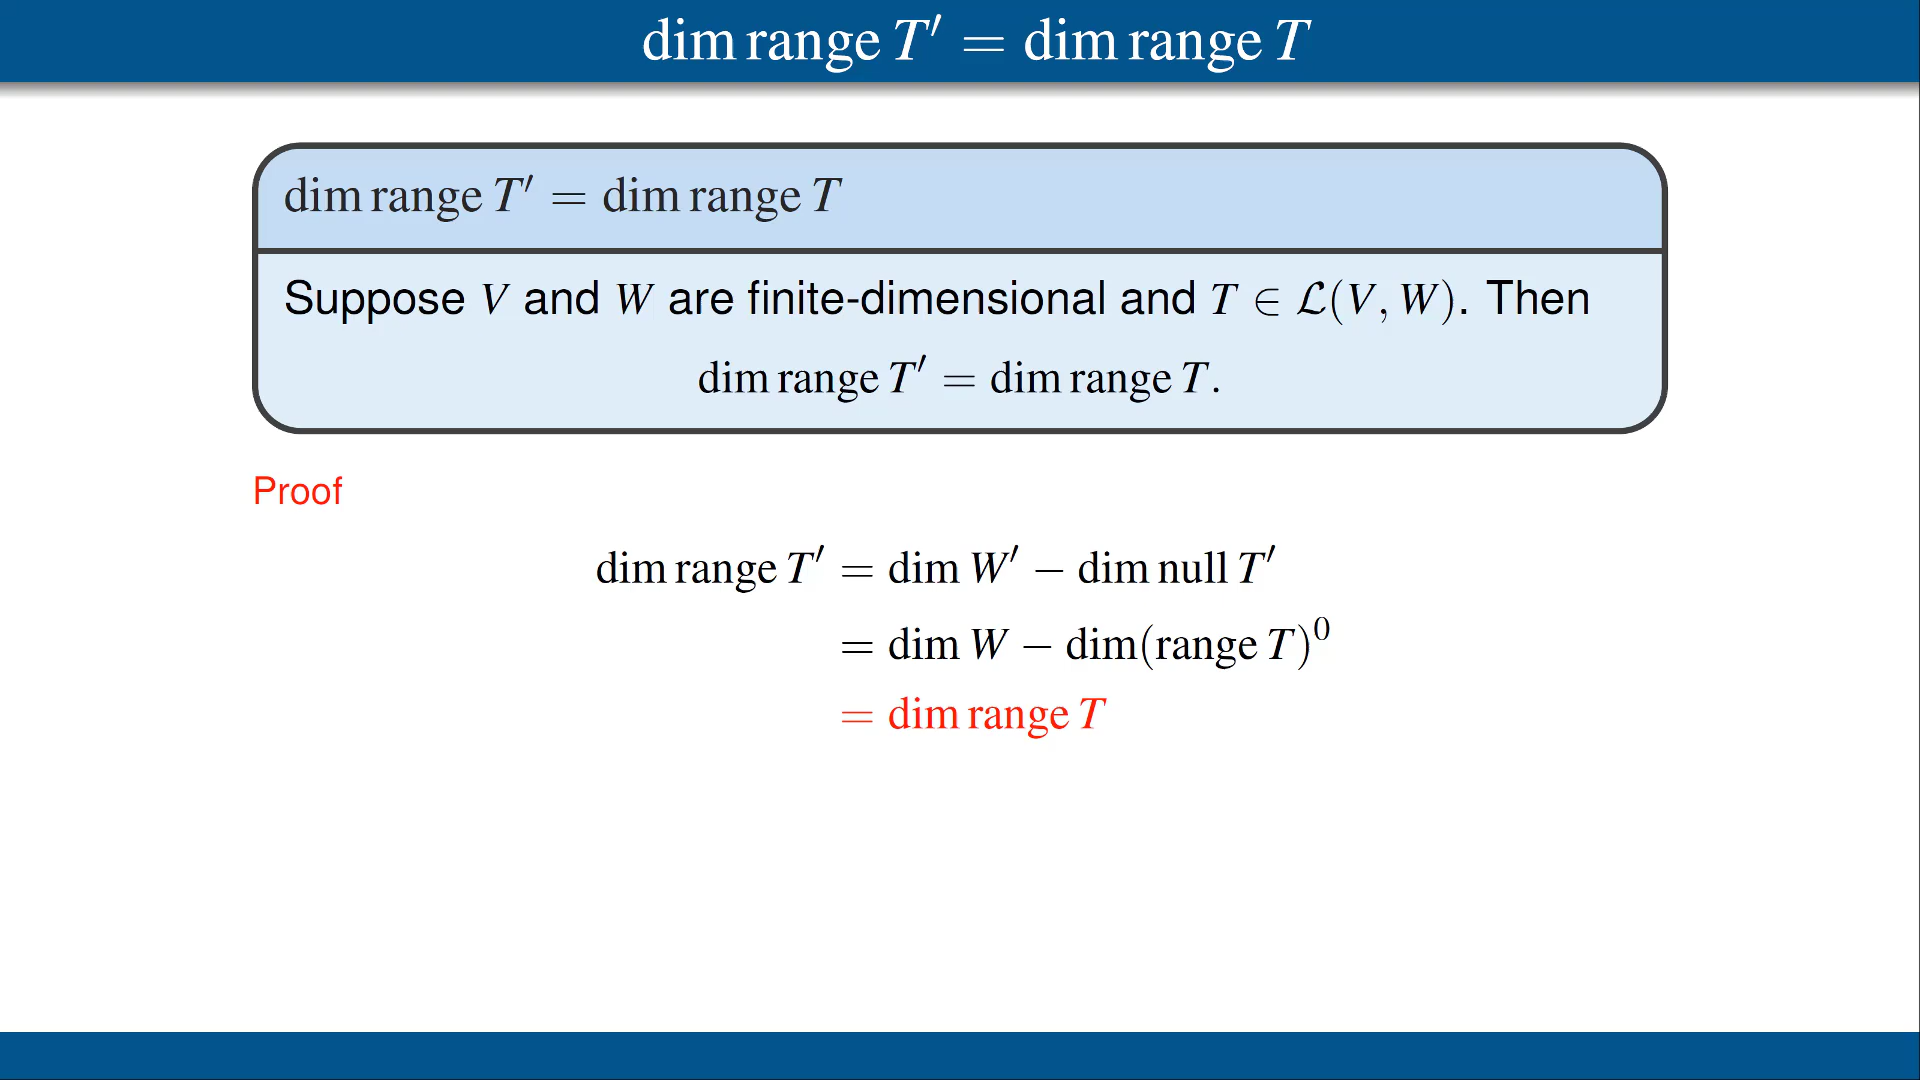 dim range T′ = dim range T
dim range T′ = dim range T
Suppose V and W are finite-dimensional and T ∈ ℒ(V, W). Then
dim range T′ = dim range T.
Proof
dim range T′ = dim W′ − dim null T′
= dim W − dim(range T)⁰
= dim range T